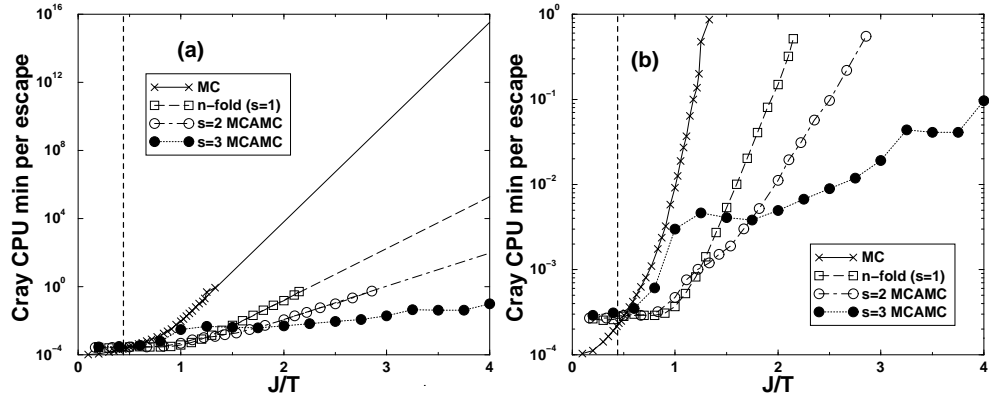 (a)
Cray CPU min per escape
10^16
10^12
10^8
10^4
10^0
10^−4
MC
n−fold (s=1)
s=2 MCAMC
s=3 MCAMC
0 1 2 3 4
J/T
(b)
Cray CPU min per escape
10^0
10^−1
10^−2
10^−3
10^−4
MC
n−fold (s=1)
s=2 MCAMC
s=3 MCAMC
0 1 2 3 4
J/T